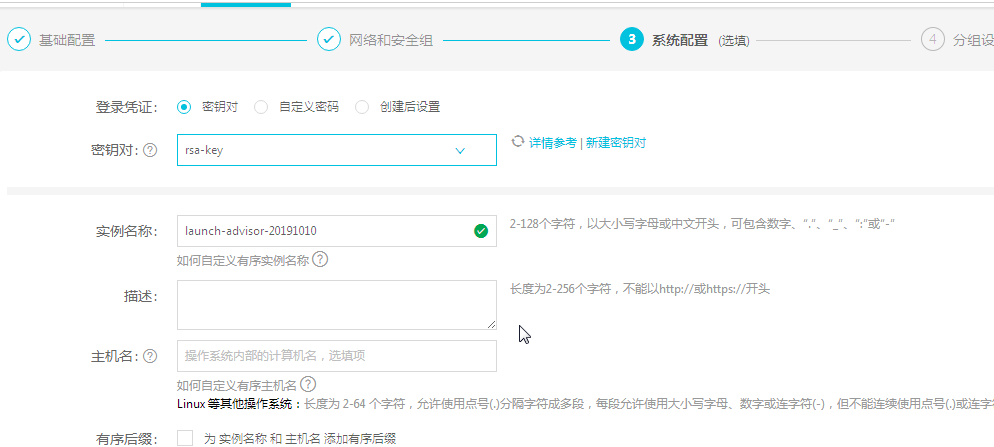 基础配置
网络和安全组
3 系统配置 (选填)
4 分组设
登录凭证： 密钥对 自定义密码 创建后设置
密钥对：? rsa-key 详情参考 | 新建密钥对
实例名称： launch-advisor-20191010 2-128个字符，以大小写字母或中文开头，可包含数字、“.”、“_”、“:”或“-”
如何自定义有序实例名称 ?
描述： 长度为2-256个字符，不能以http://或https://开头
主机名：? 操作系统内部的计算机名，选填项
如何自定义有序主机名 ?
Linux 等其他操作系统：长度为 2-64 个字符，允许使用点号(.)分隔字符成多段，每段允许使用大小写字母、数字或连字符(-)，但不能连续使用点号(.)或连字
有序后缀： 为 实例名称 和 主机名 添加有序后缀